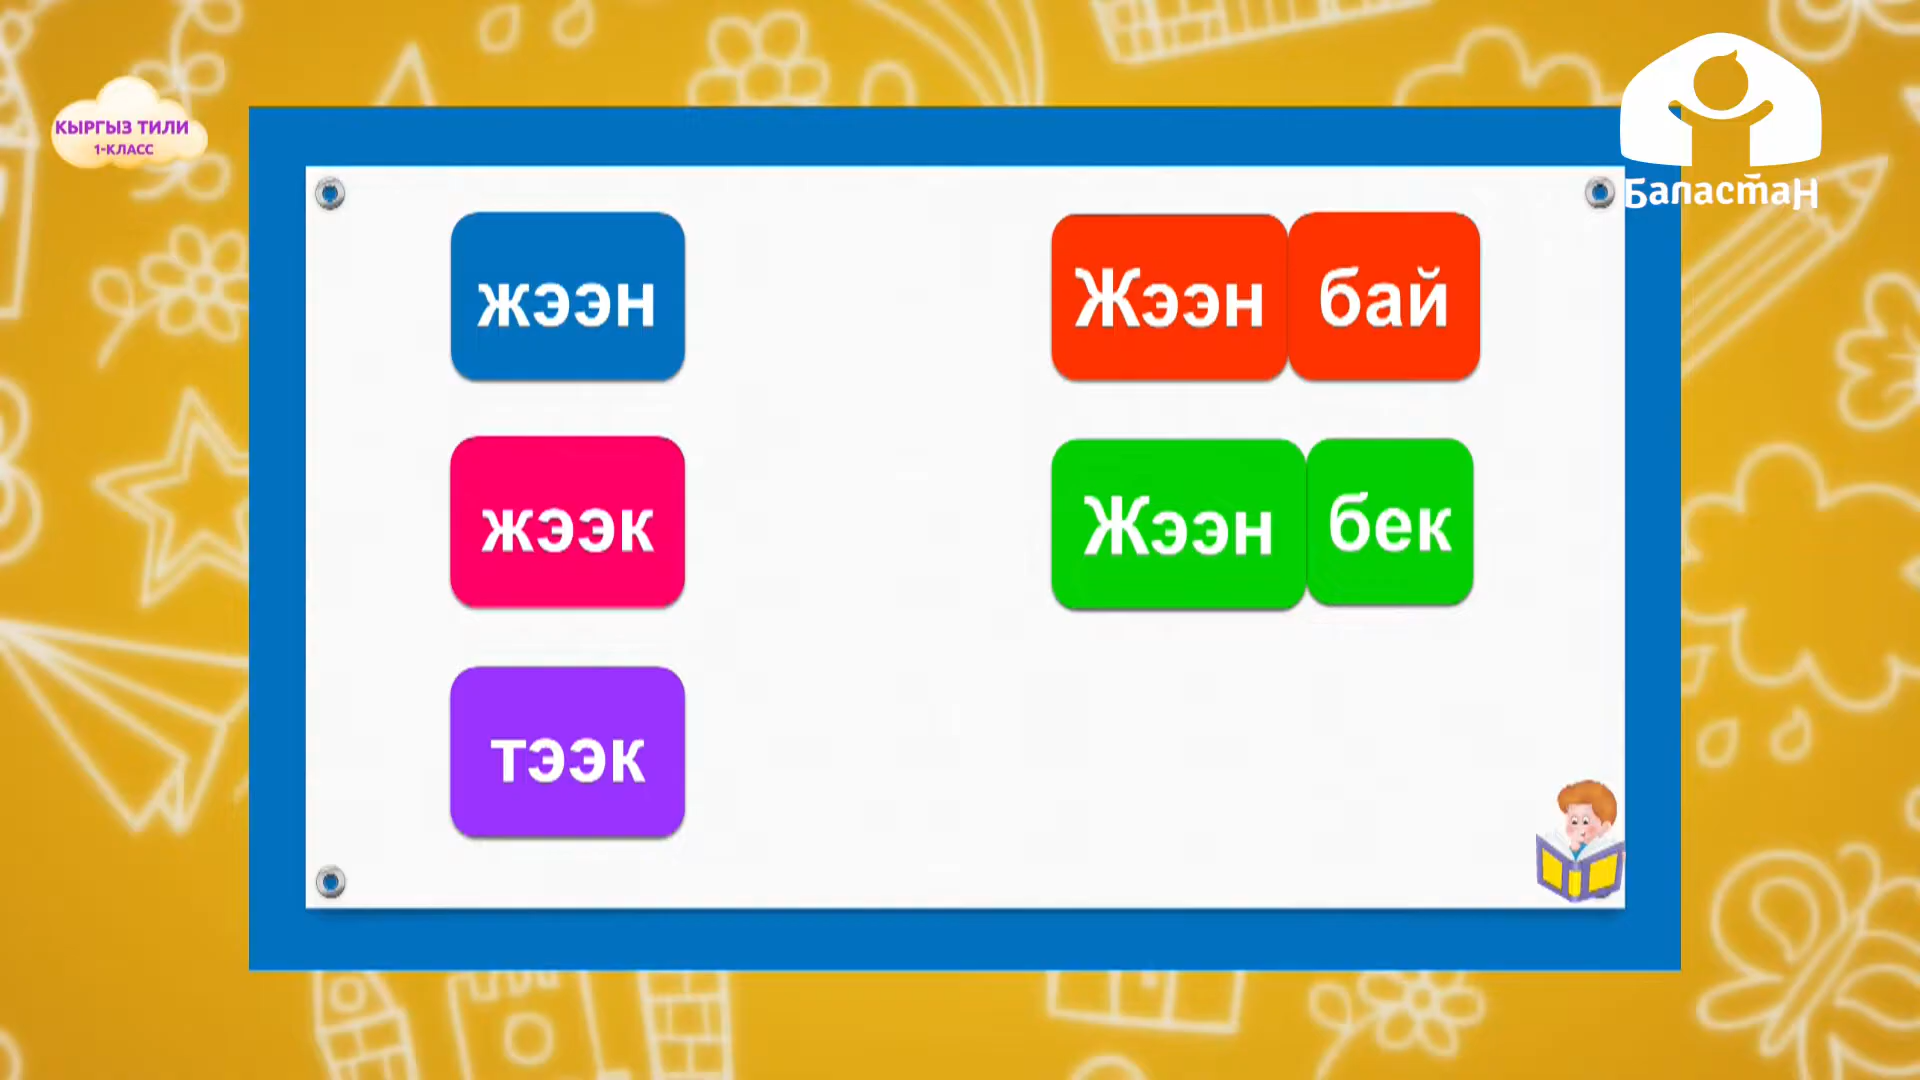 КЫРГЫЗ ТИЛИ
1-КЛАСС
Баластан
жээн
Жээн бай
жээк
Жээн бек
тээк